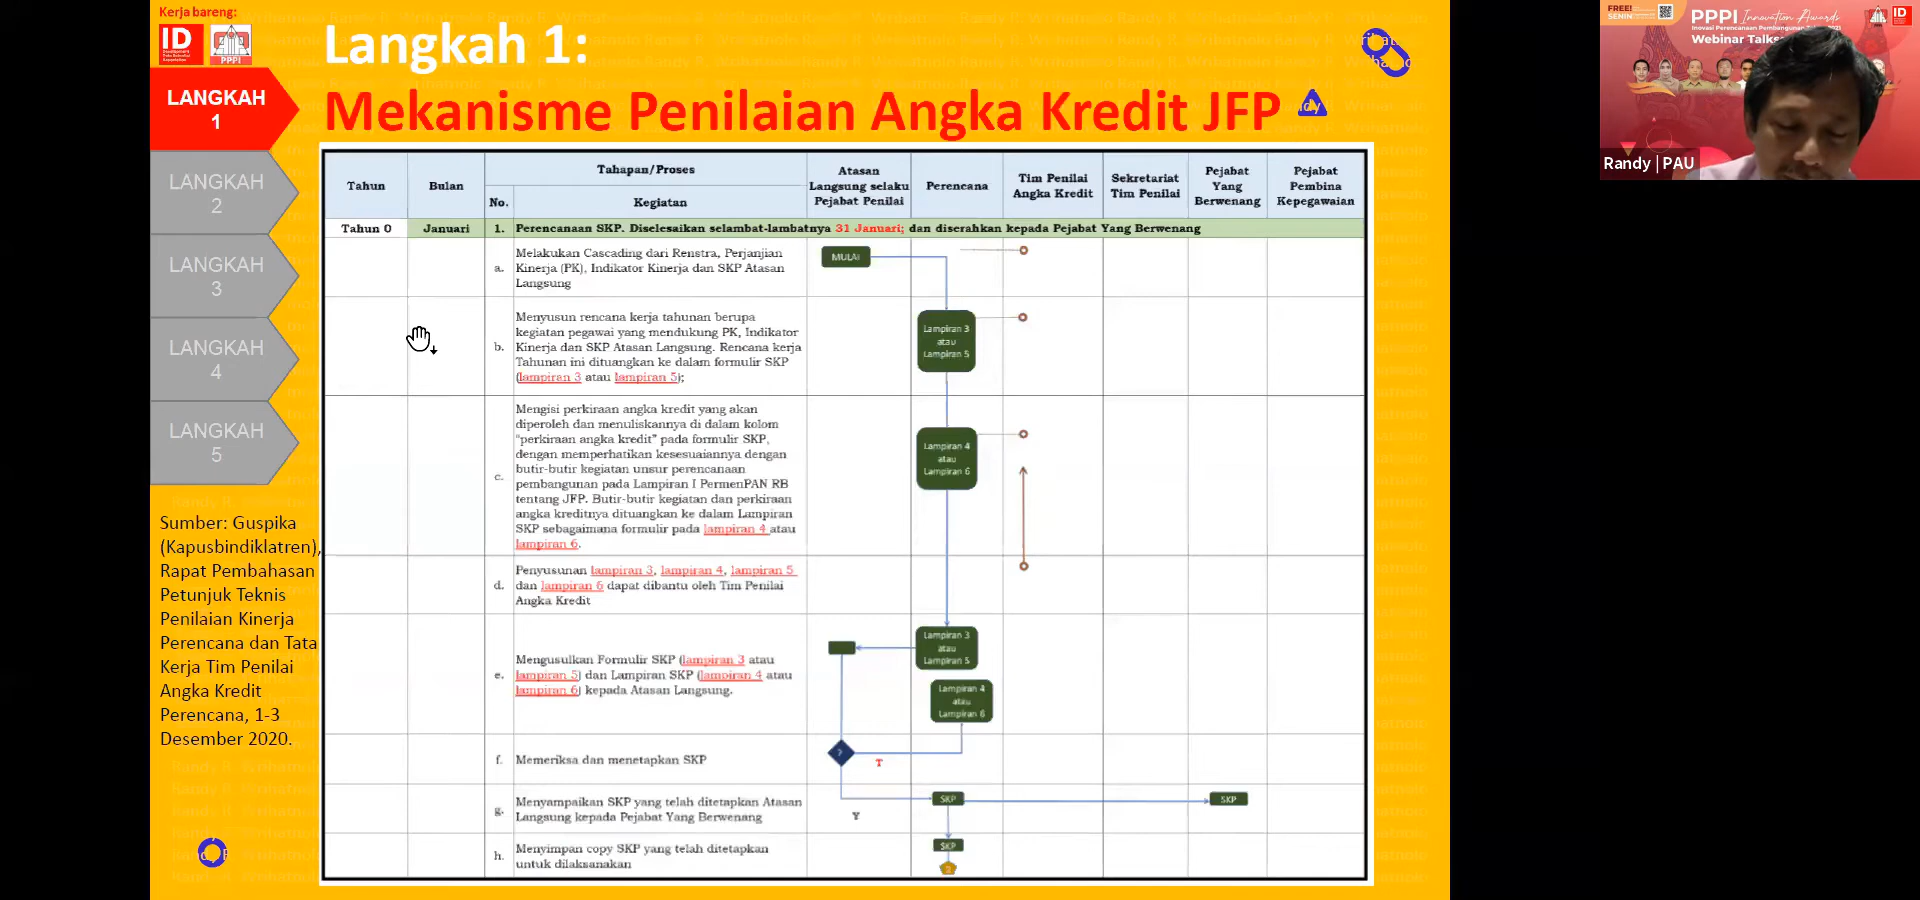 Kerja bareng:
ID
PPPI
Langkah 1:
Mekanisme Penilaian Angka Kredit JFP
LANGKAH
1
LANGKAH
2
LANGKAH
3
LANGKAH
4
LANGKAH
5
Sumber: Guspika
(Kapusbindiklatren),
Rapat Pembahasan
Petunjuk Teknis
Penilaian Kinerja
Perencana dan Tata
Kerja Tim Penilai
Angka Kredit
Perencana, 1-3
Desember 2020.
Tahun
Bulan
Tahapan/Proses
No.
Kegiatan
Atasan
Langsung selaku
Pejabat Penilai
Perencana
Tim Penilai
Angka Kredit
Sekretariat
Tim Penilai
Pejabat
Yang
Berwenang
Pejabat
Pembina
Kepegawaian
Tahun 0
Januari
1. Perencanaan SKP. Diselesaikan selambat-lambatnya 31 Januari; dan diserahkan kepada Pejabat Yang Berwenang
a.
Melakukan Cascading dari Renstra, Perjanjian
Kinerja (PK), Indikator Kinerja dan SKP Atasan
Langsung
MULAI
b.
Menyusun rencana kerja tahunan berupa
kegiatan pegawai yang mendukung PK, Indikator
Kinerja dan SKP Atasan Langsung. Rencana kerja
Tahunan ini dituangkan ke dalam formulir SKP
(lampiran 3 atau lampiran 5);
Lampiran 3
atau
Lampiran 5
c.
Mengisi perkiraan angka kredit yang akan
diperoleh dan menuliskannya di dalam kolom
"perkiraan angka kredit" pada formulir SKP,
dengan memperhatikan kesesuaiannya dengan
butir-butir kegiatan unsur perencanaan
pembangunan pada Lampiran I PermenPAN RB
tentang JFP. Butir-butir kegiatan dan perkiraan
angka kreditnya dituangkan ke dalam Lampiran
SKP sebagaimana formulir pada lampiran 4 atau
lampiran 6.
Lampiran 4
atau
Lampiran 6
d.
Penyusunan lampiran 3, lampiran 4, lampiran 5
dan lampiran 6 dapat dibantu oleh Tim Penilai
Angka Kredit
e.
Mengusulkan Formulir SKP (lampiran 3 atau
lampiran 5) dan Lampiran SKP (lampiran 4 atau
lampiran 6) kepada Atasan Langsung.
Lampiran 3
atau
Lampiran 5
Lampiran 4
atau
Lampiran 6
f. Memeriksa dan menetapkan SKP
?
T
g.
Menyampaikan SKP yang telah ditetapkan Atasan
Langsung kepada Pejabat Yang Berwenang
Y
SKP
SKP
h.
Menyimpan copy SKP yang telah ditetapkan
untuk dilaksanakan
SKP
FREE!
SENIN
PPPI Innovation Awards
Inovasi Perencanaan Pembangunan
Webinar Talks
ID
Randy | PAU